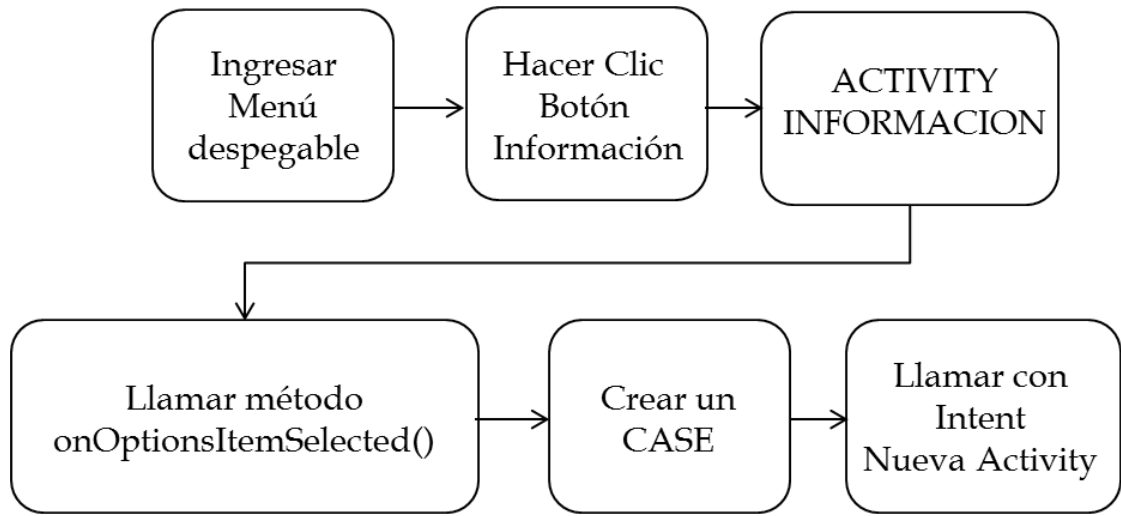 Ingresar
Menú
despegable
Hacer Clic
Botón
Información
ACTIVITY
INFORMACION
Llamar método
onOptionsItemSelected()
Crear un
CASE
Llamar con
Intent
Nueva Activity